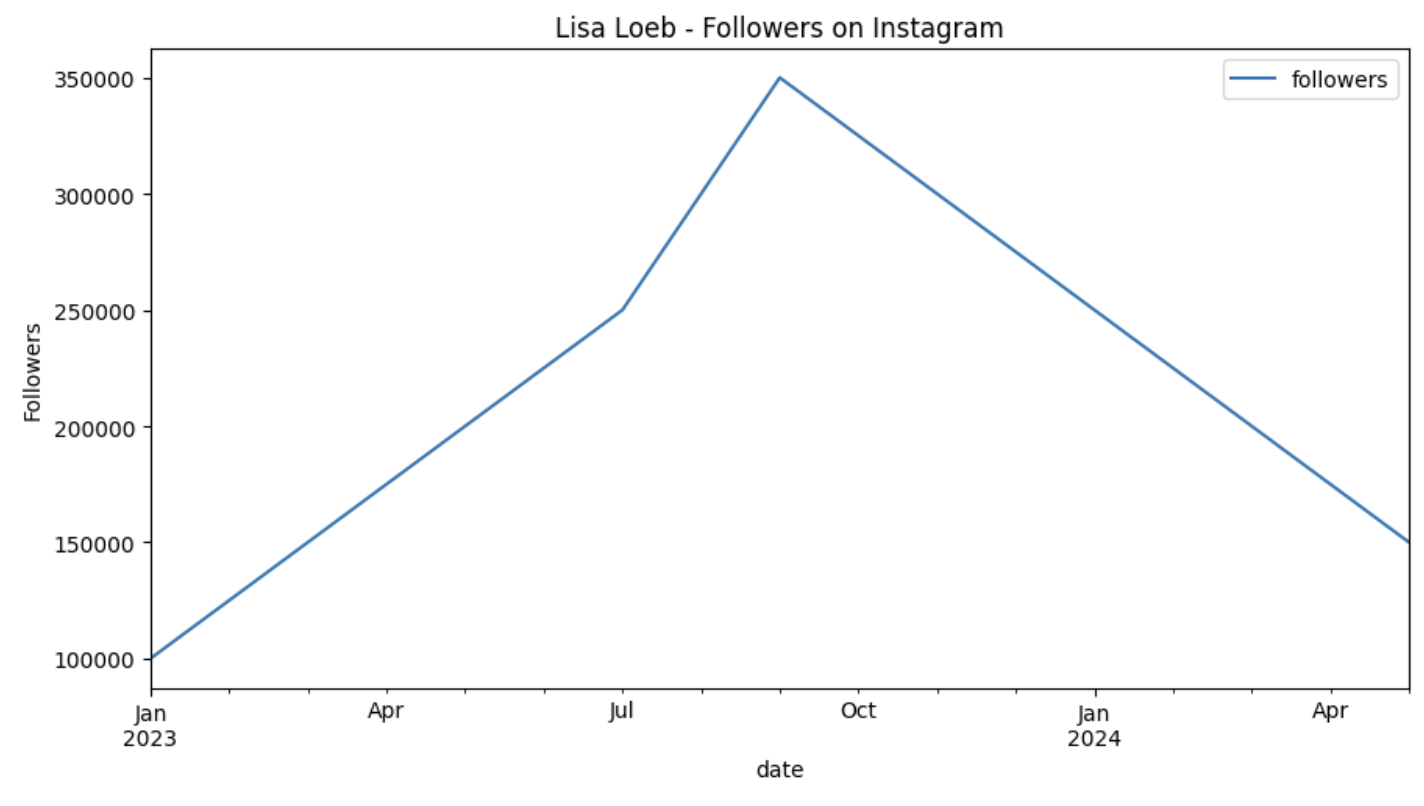 Lisa Loeb - Followers on Instagram
followers
350000
300000
250000
200000
150000
100000
Followers
Jan Apr Jul Oct Jan Apr
2023 2024
date